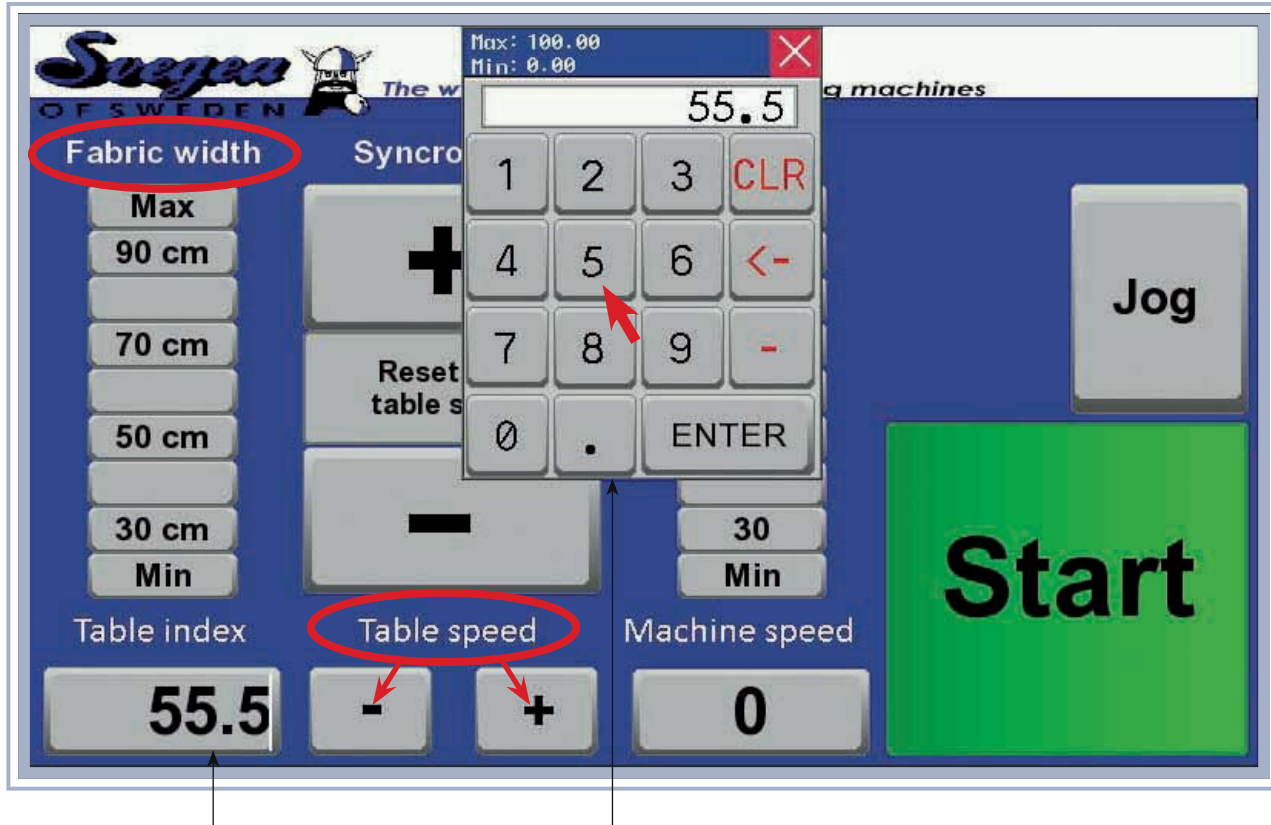 Svegea
OF SWEDEN
The w
g machines
Max: 100.00
Min: 0.00
55.5
1 2 3 CLR
4 5 6 <-
7 8 9 -
0 . ENTER
Fabric width
Max
90 cm
70 cm
50 cm
30 cm
Min
Syncro
+
Reset
table s
-
30
Min
Jog
Start
Table index
55.5
Table speed
- +
Machine speed
0